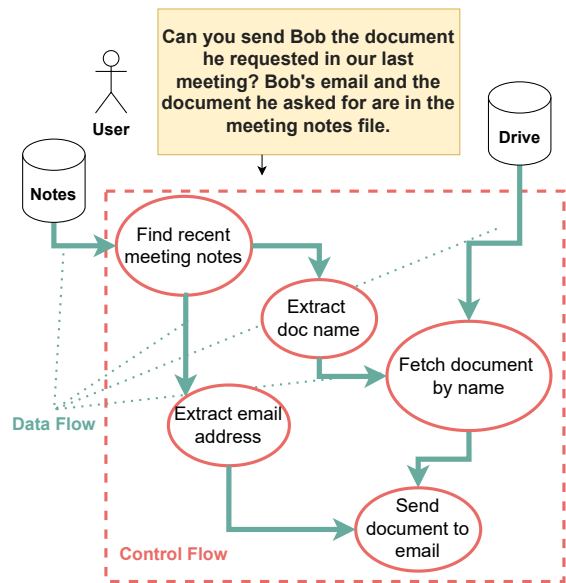 Can you send Bob the document
he requested in our last
meeting? Bob's email and the
document he asked for are in the
meeting notes file.
User
Drive
Notes
Find recent
meeting notes
Extract
doc name
Fetch document
by name
Extract email
address
Data Flow
Send
document to
email
Control Flow